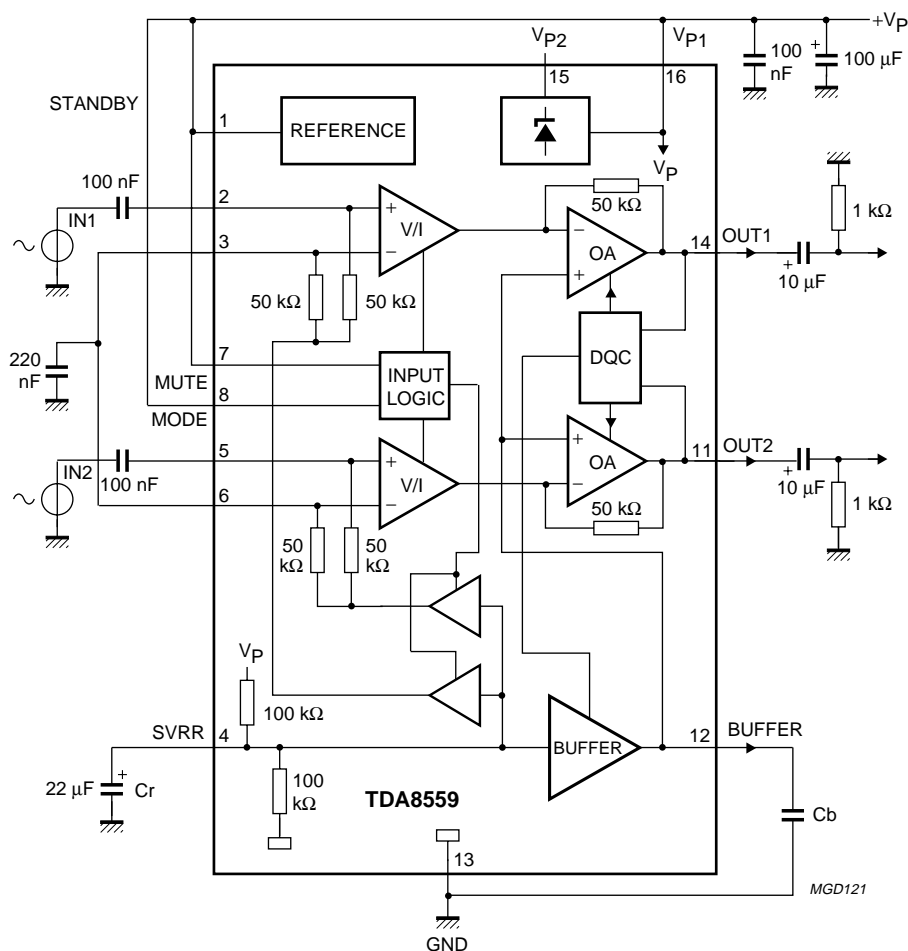 +VP
VP2
VP1
100 nF
+
100 µF
15
16
STANDBY
1
REFERENCE
VP
100 nF
2
IN1
+
V/I
−
3
50 kΩ
−
OA
+
14
OUT1
+
10 µF
1 kΩ
50 kΩ
50 kΩ
220 nF
7
MUTE
8
MODE
INPUT LOGIC
DQC
5
IN2
100 nF
6
+
V/I
−
+
OA
−
11
OUT2
+
10 µF
50 kΩ
1 kΩ
50 kΩ
50 kΩ
VP
100 kΩ
SVRR
4
BUFFER
12
BUFFER
22 µF
+
Cr
100 kΩ
TDA8559
Cb
13
MGD121
GND